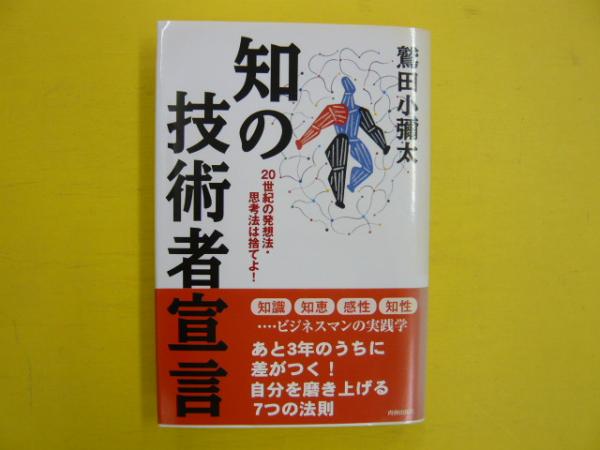 知の
技術者宣言
鷲田小彌太
20世紀の発想法・
思考法は捨てよ!
知識 知恵 感性 知性
‥‥ビジネスマンの実践学
あと3年のうちに
差がつく!
自分を磨き上げる
7つの法則